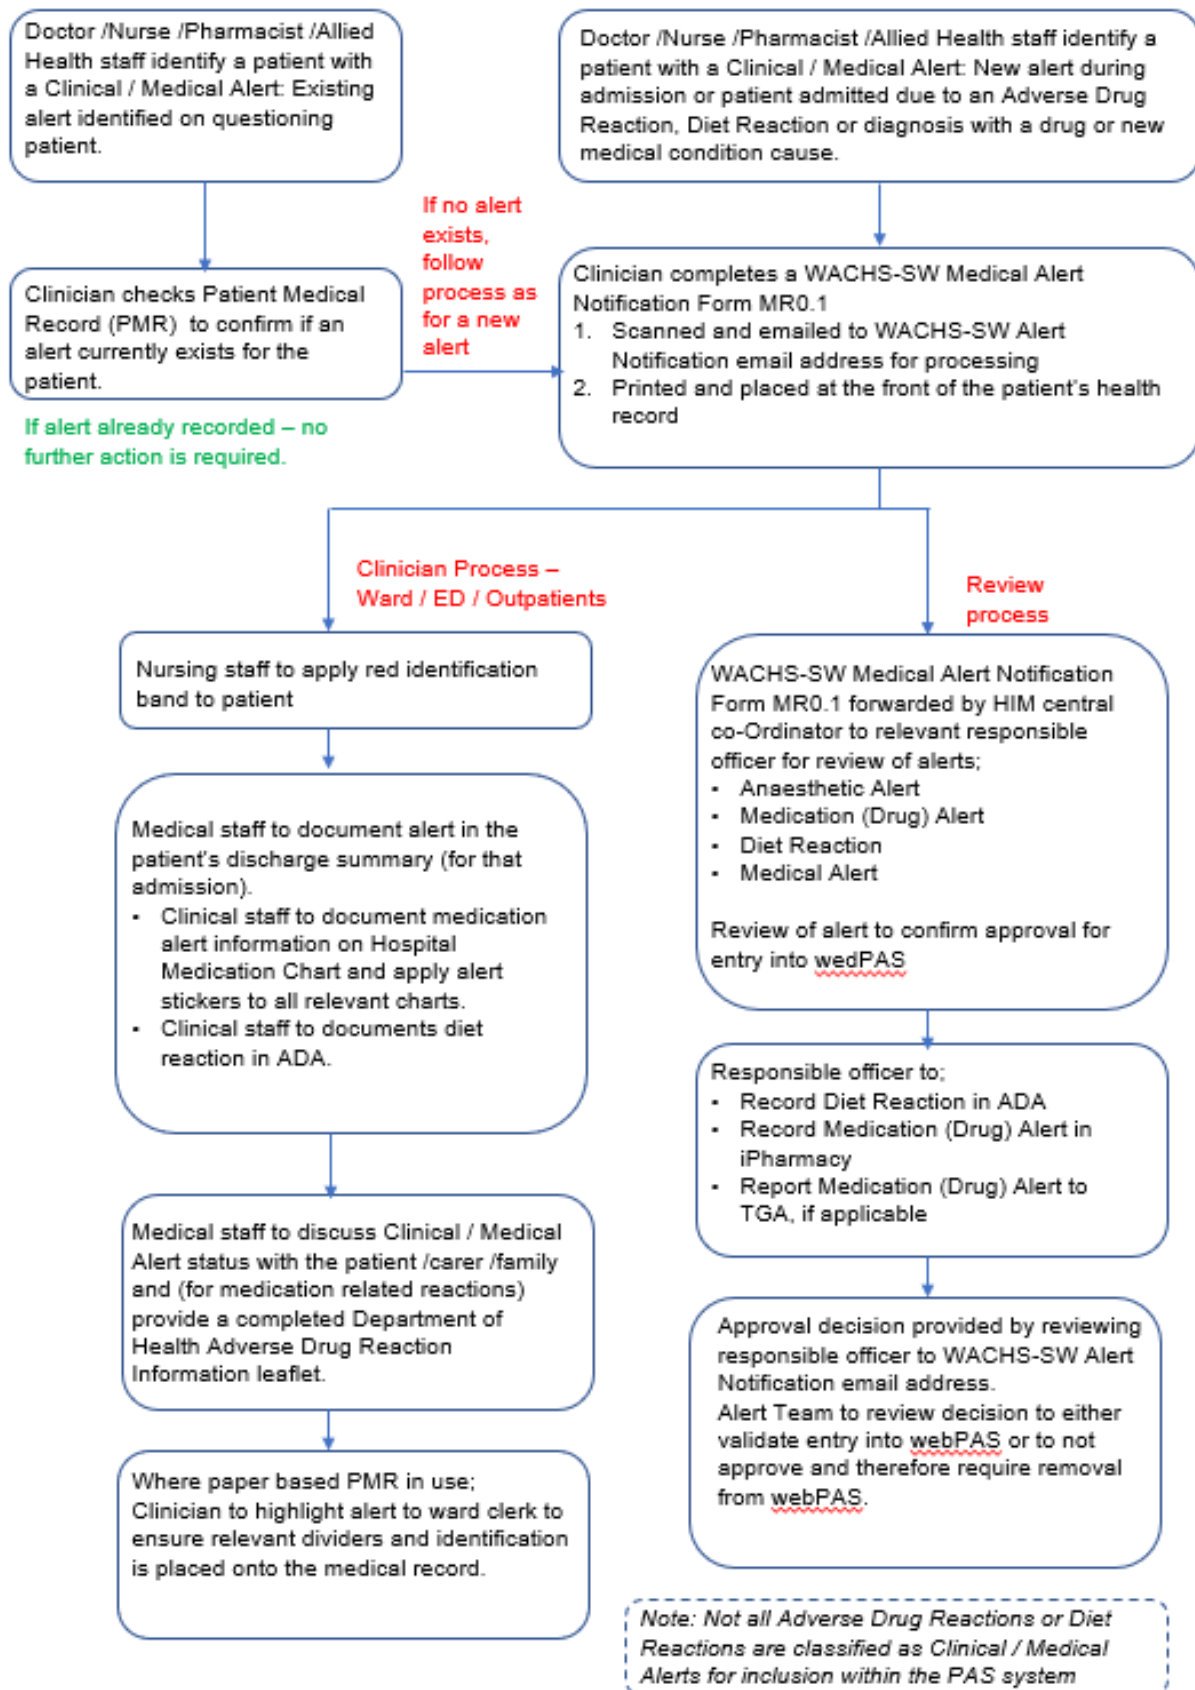 Doctor /Nurse /Pharmacist /Allied
Health staff identify a patient with
a Clinical / Medical Alert: Existing
alert identified on questioning
patient.
Doctor /Nurse /Pharmacist /Allied Health staff identify a
patient with a Clinical / Medical Alert: New alert during
admission or patient admitted due to an Adverse Drug
Reaction, Diet Reaction or diagnosis with a drug or new
medical condition cause.
If no alert
exists,
follow
process as
for a new
alert
Clinician checks Patient Medical
Record (PMR) to confirm if an
alert currently exists for the
patient.
If alert already recorded – no
further action is required.
Clinician completes a WACHS-SW Medical Alert
Notification Form MR0.1
1. Scanned and emailed to WACHS-SW Alert
Notification email address for processing
2. Printed and placed at the front of the patient's health
record
Clinician Process –
Ward / ED / Outpatients
Nursing staff to apply red identification
band to patient
Medical staff to document alert in the
patient's discharge summary (for that
admission).
▪ Clinical staff to document medication
alert information on Hospital
Medication Chart and apply alert
stickers to all relevant charts.
▪ Clinical staff to documents diet
reaction in ADA.
Medical staff to discuss Clinical / Medical
Alert status with the patient /carer /family
and (for medication related reactions)
provide a completed Department of
Health Adverse Drug Reaction
Information leaflet.
Where paper based PMR in use;
Clinician to highlight alert to ward clerk to
ensure relevant dividers and identification
is placed onto the medical record.
Review
process
WACHS-SW Medical Alert Notification
Form MR0.1 forwarded by HIM central
co-Ordinator to relevant responsible
officer for review of alerts;
▪ Anaesthetic Alert
▪ Medication (Drug) Alert
▪ Diet Reaction
▪ Medical Alert
Review of alert to confirm approval for
entry into wedPAS
Responsible officer to;
▪ Record Diet Reaction in ADA
▪ Record Medication (Drug) Alert in
iPharmacy
▪ Report Medication (Drug) Alert to
TGA, if applicable
Approval decision provided by reviewing
responsible officer to WACHS-SW Alert
Notification email address.
Alert Team to review decision to either
validate entry into webPAS or to not
approve and therefore require removal
from webPAS.
Note: Not all Adverse Drug Reactions or Diet
Reactions are classified as Clinical / Medical
Alerts for inclusion within the PAS system